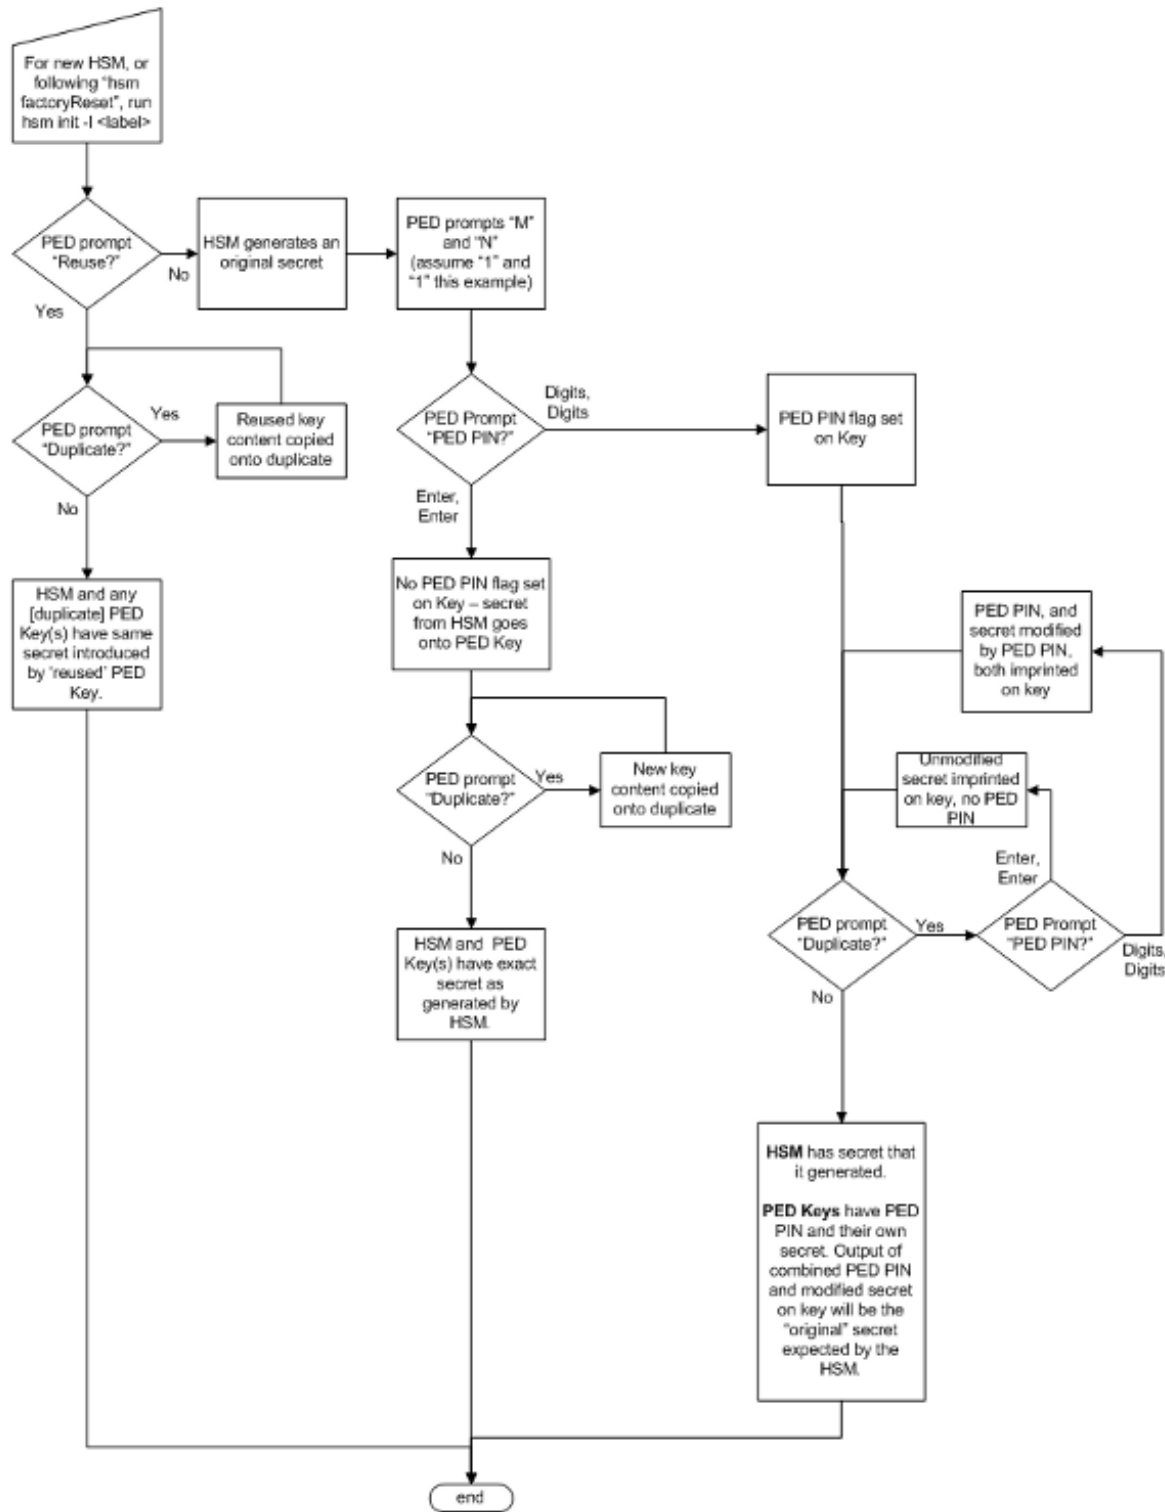 For new HSM, or
following “hsm
factoryReset”, run
hsm init -l <label>
PED prompt
“Reuse?”
No
Yes
HSM generates an
original secret
PED prompts “M”
and “N”
(assume “1” and
“1” this example)
PED prompt
“Duplicate?”
Yes
No
Reused key
content copied
onto duplicate
HSM and any
[duplicate] PED
Key(s) have same
secret introduced
by ‘reused’ PED
Key.
PED Prompt
“PED PIN?”
Digits,
Digits
Enter,
Enter
PED PIN flag set
on Key
No PED PIN flag set
on Key – secret
from HSM goes
onto PED Key
PED prompt
“Duplicate?”
Yes
No
New key
content copied
onto duplicate
HSM and PED
Key(s) have exact
secret as
generated by
HSM.
PED PIN, and
secret modified
by PED PIN,
both imprinted
on key
Unmodified
secret imprinted
on key, no PED
PIN
Enter,
Enter
PED prompt
“Duplicate?”
Yes
No
PED Prompt
“PED PIN?”
Digits,
Digits
HSM has secret that
it generated.
PED Keys have PED
PIN and their own
secret. Output of
combined PED PIN
and modified secret
on key will be the
“original” secret
expected by the
HSM.
end